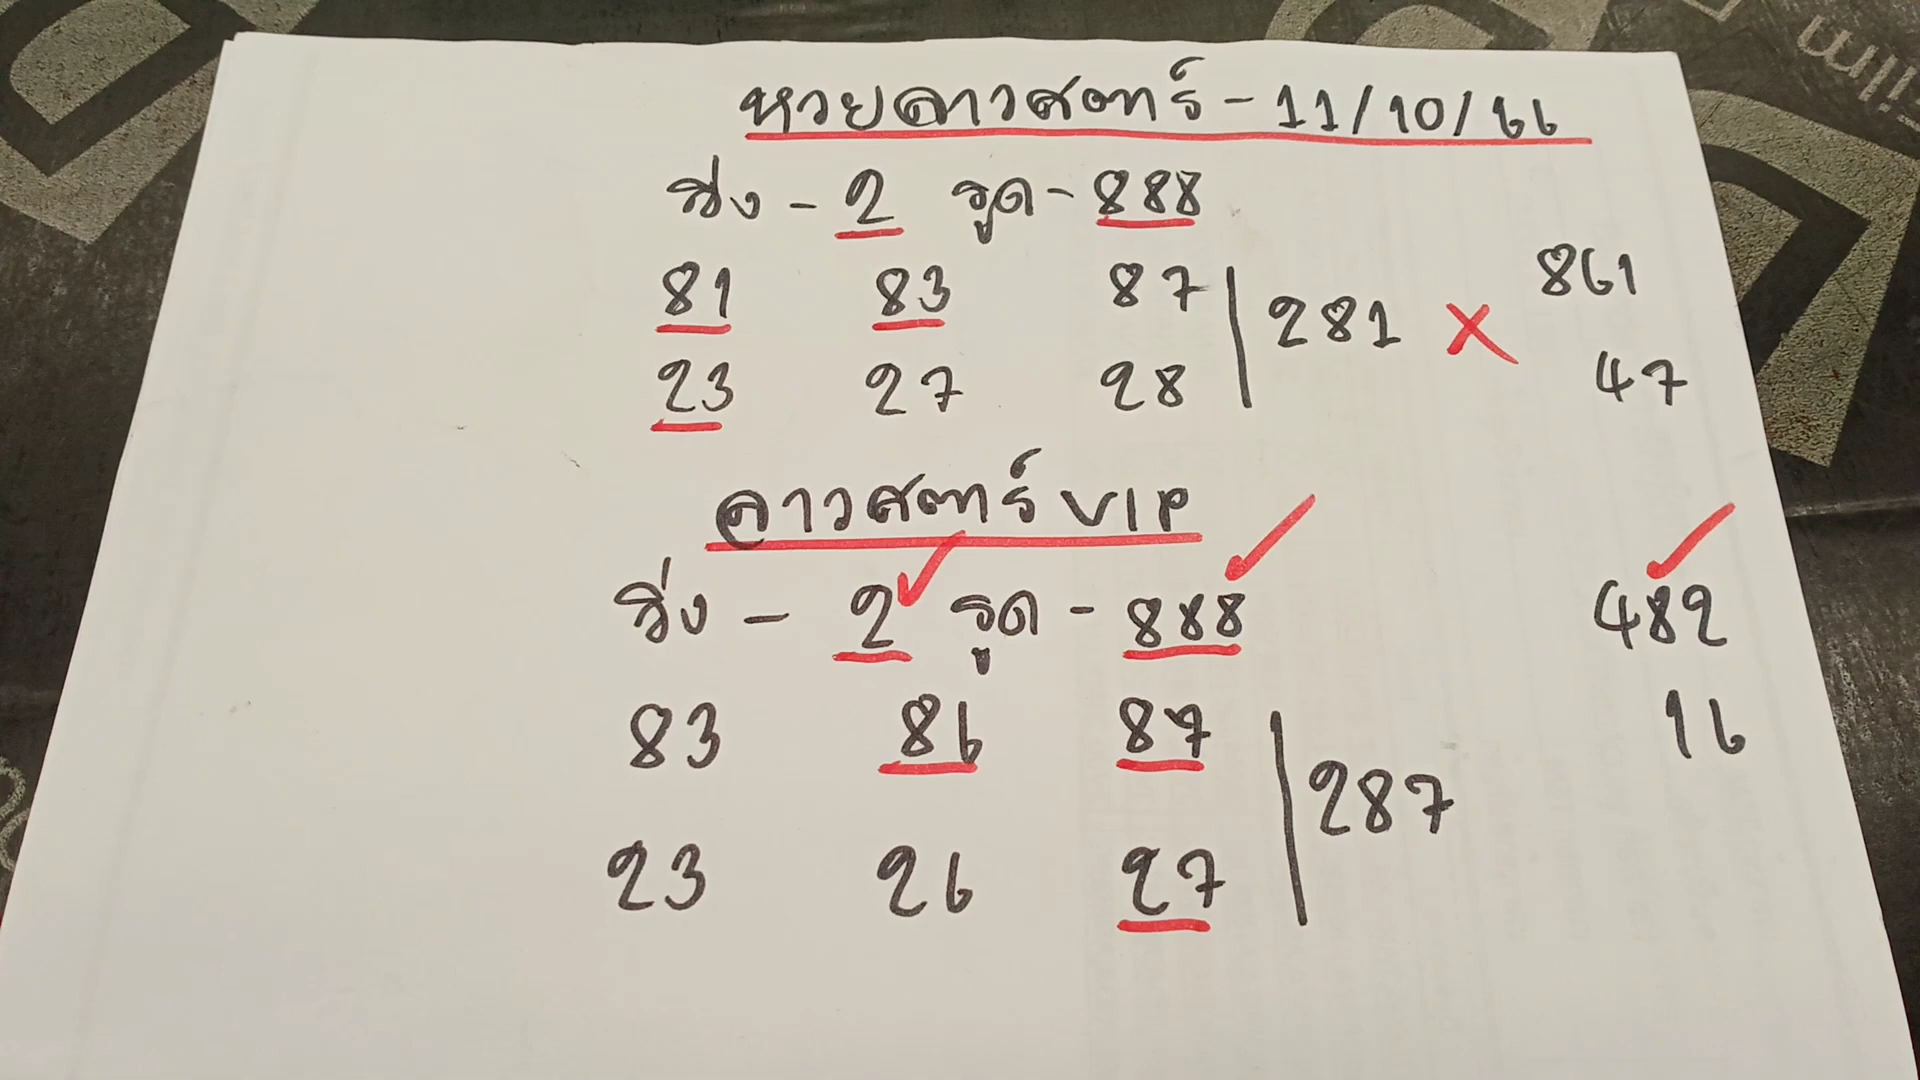 หวยลาวสตาร์ - 11/10/66
วิ่ง - 2 รูด - 888
81 83 87 281 × 861
23 27 28 47
ลาวสตาร์ VIP
วิ่ง - 2 ✓ รูด - 888 ✓ 482 ✓
83 86 87 287 16
23 26 27